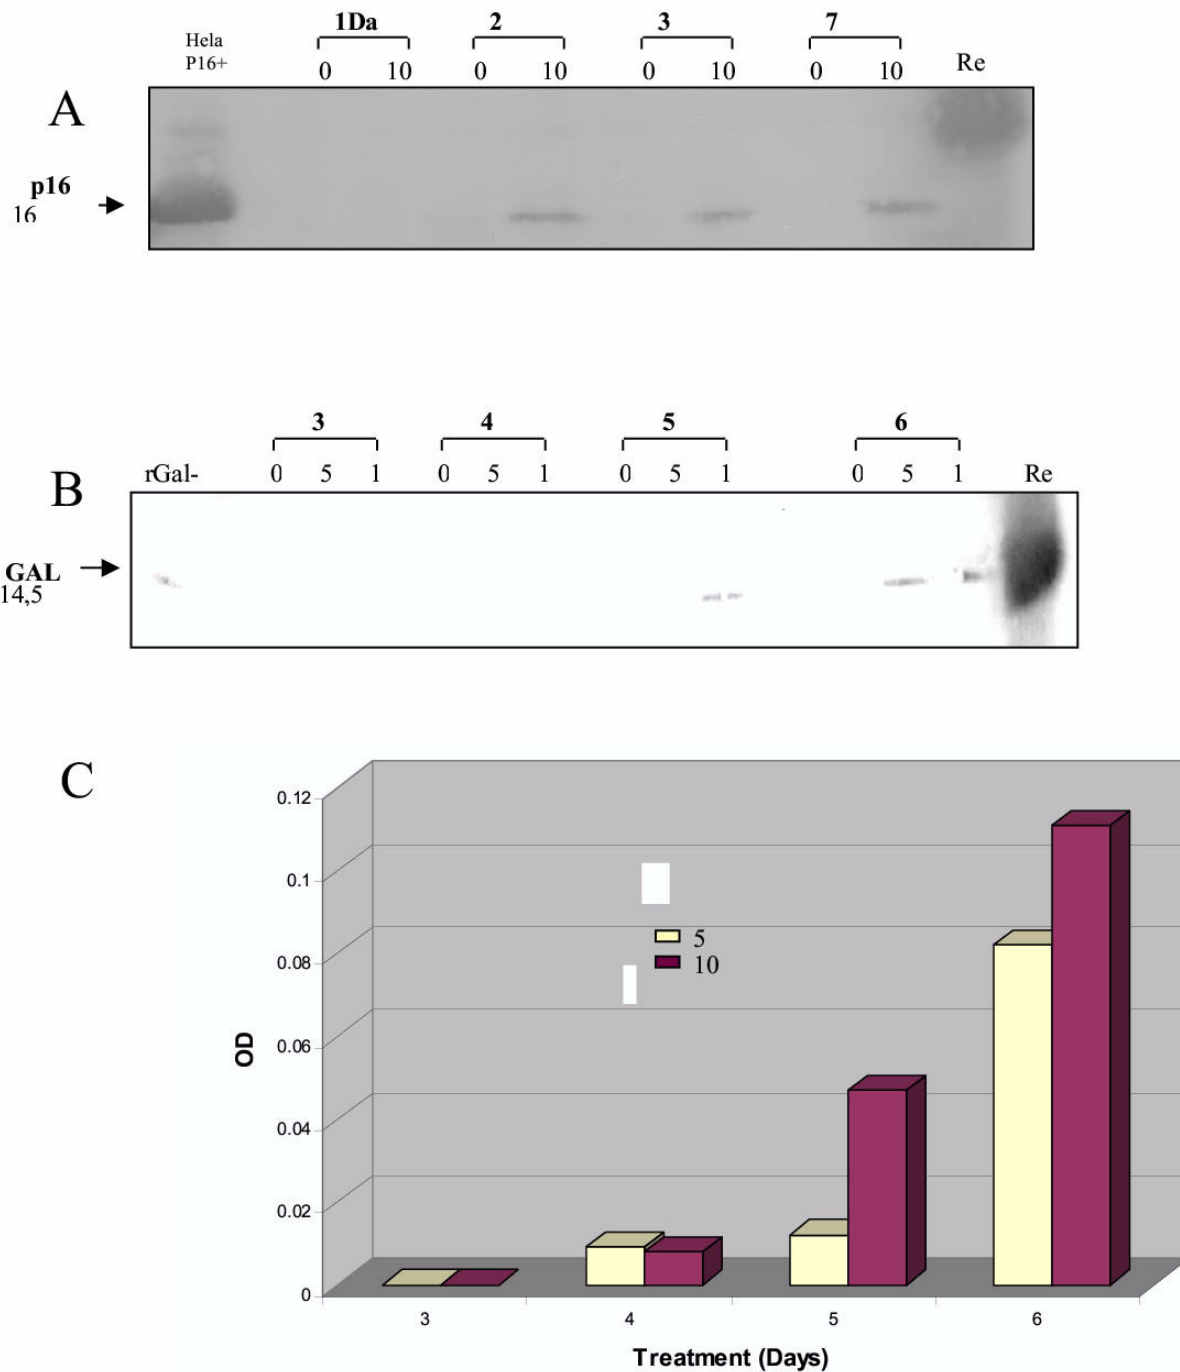 1Da 2 3 7
Hela
P16+
0 10 0 10 0 10 0 10 Re
A
p16
16
3 4 5 6
rGal- 0 5 1 0 5 1 0 5 1 0 5 1 Re
B
GAL
14,5
C
0.12
0.1
0.08
0.06
0.04
0.02
0
OD
5
10
3 4 5 6
Treatment (Days)